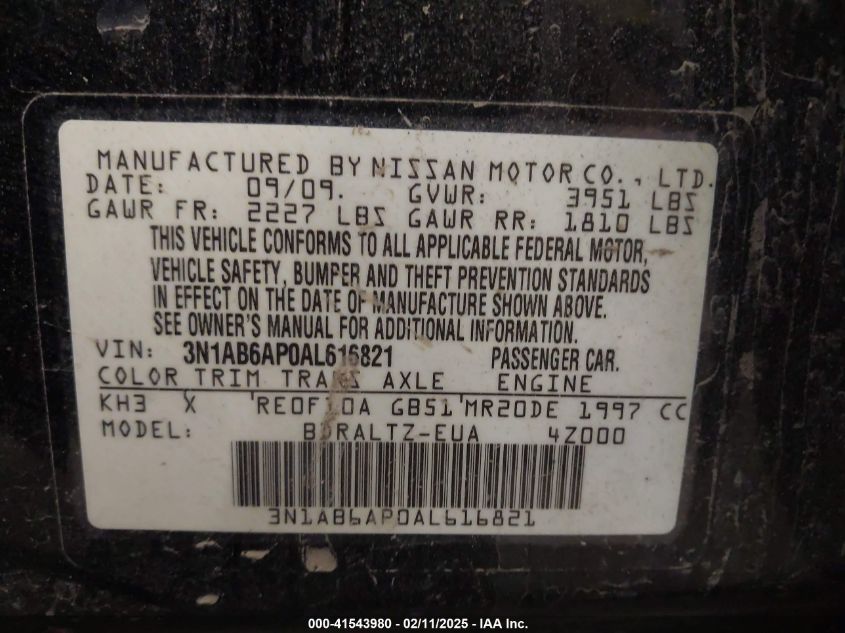 MANUFACTURED BY NISSAN MOTOR CO., LTD.
DATE: 09/09. GVWR: 3951 LBS
GAWR FR: 2227 LBS GAWR RR: 1810 LBS
THIS VEHICLE CONFORMS TO ALL APPLICABLE FEDERAL MOTOR,
VEHICLE SAFETY, BUMPER AND THEFT PREVENTION STANDARDS
IN EFFECT ON THE DATE OF MANUFACTURE SHOWN ABOVE.
SEE OWNER'S MANUAL FOR ADDITIONAL INFORMATION.
VIN: 3N1AB6AP0AL616821 PASSENGER CAR.
COLOR TRIM TRANS AXLE ENGINE
KH3 X 'RE0F10A GB51'MR20DE 1997 CC
MODEL: BDRALTZ-EUA 4Z000
3N1AB6AP0AL616821
000-41543980 - 02/11/2025 - IAA Inc.